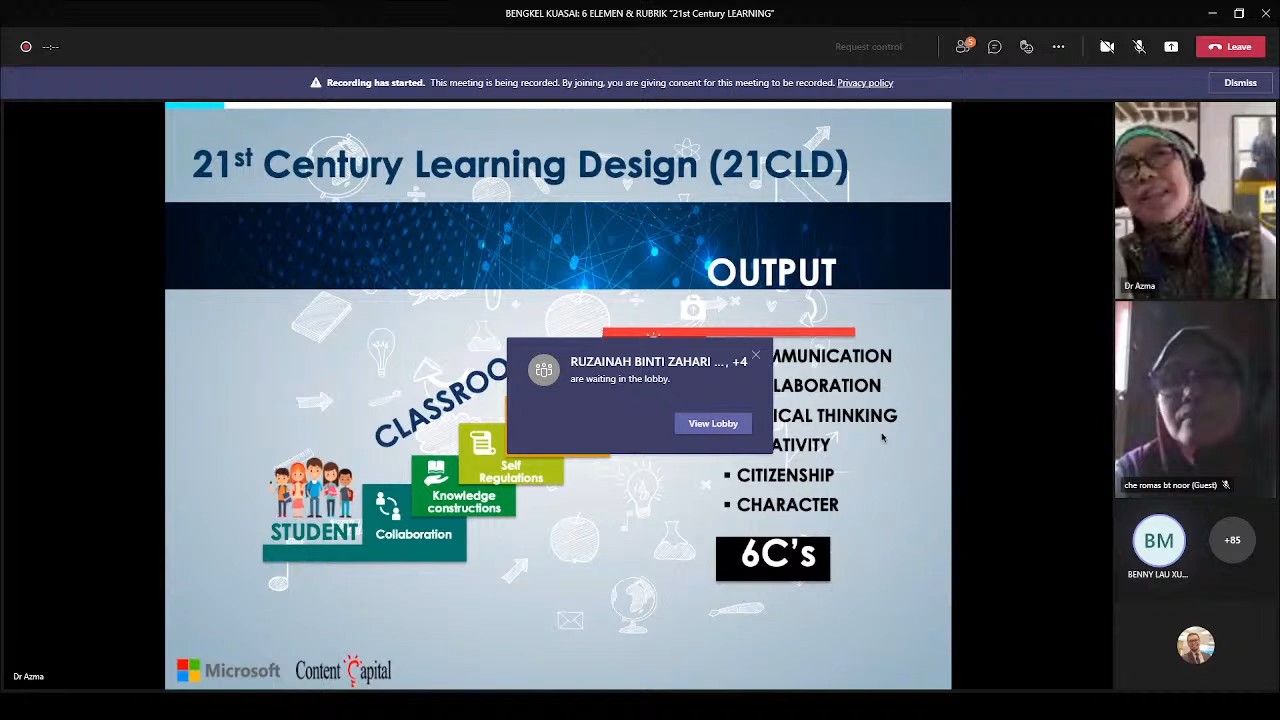 BENGKEL KUASAI: 6 ELEMEN & RUBRIK "21st Century LEARNING"
--:--
Request control
5
Leave
Recording has started. This meeting is being recorded. By joining, you are giving consent for this meeting to be recorded. Privacy policy
Dismiss
21st Century Learning Design (21CLD)
OUTPUT
CLASSROO
RUZAINAH BINTI ZAHARI ..., +4
are waiting in the lobby.
View Lobby
MMUNICATION
LABORATION
ICAL THINKING
ATIVITY
▪ CITIZENSHIP
▪ CHARACTER
6C's
Self
Regulations
Knowledge
constructions
Collaboration
STUDENT
Microsoft
Content Capital
Dr Azma
Dr Azma
che romas bt noor (Guest)
BM
BENNY LAU XU...
+85